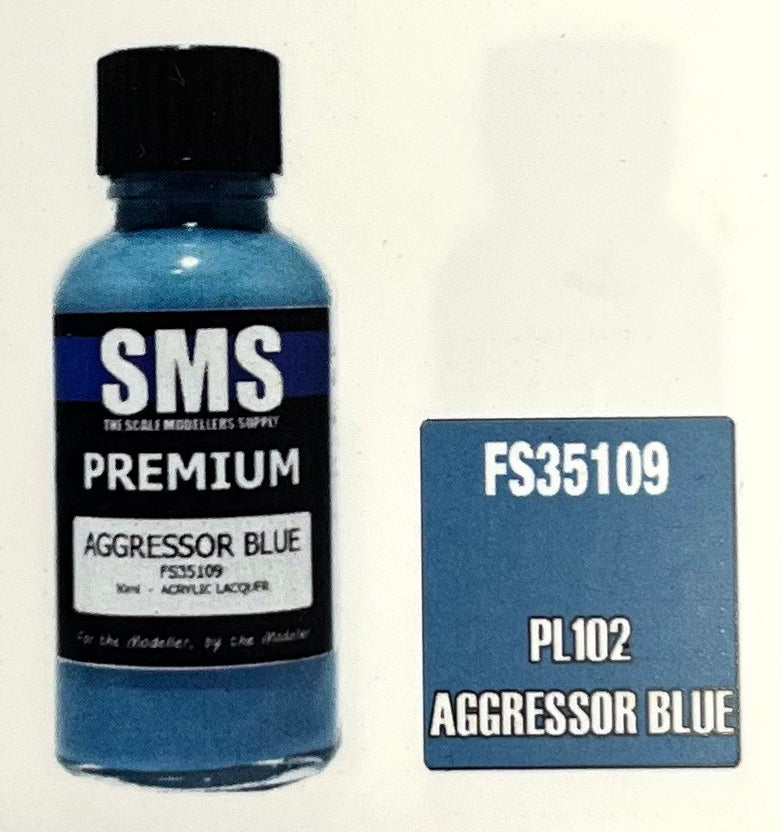 SMS
THE SCALE MODELLERS SUPPLY
PREMIUM
AGGRESSOR BLUE
FS35109
30ml - ACRYLIC LACQUER
For the Modeller, by the Modeller
FS35109
PL102
AGGRESSOR BLUE